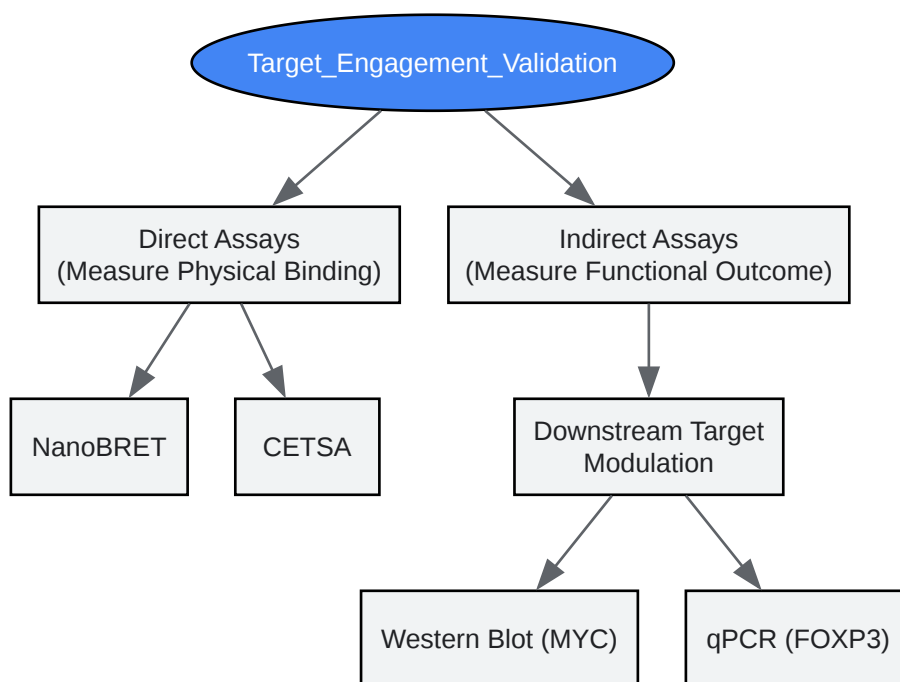 Target_Engagement_Validation
Direct Assays
(Measure Physical Binding)
Indirect Assays
(Measure Functional Outcome)
NanoBRET
CETSA
Downstream Target
Modulation
Western Blot (MYC)
qPCR (FOXP3)